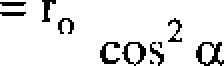 = r₀
cos² α